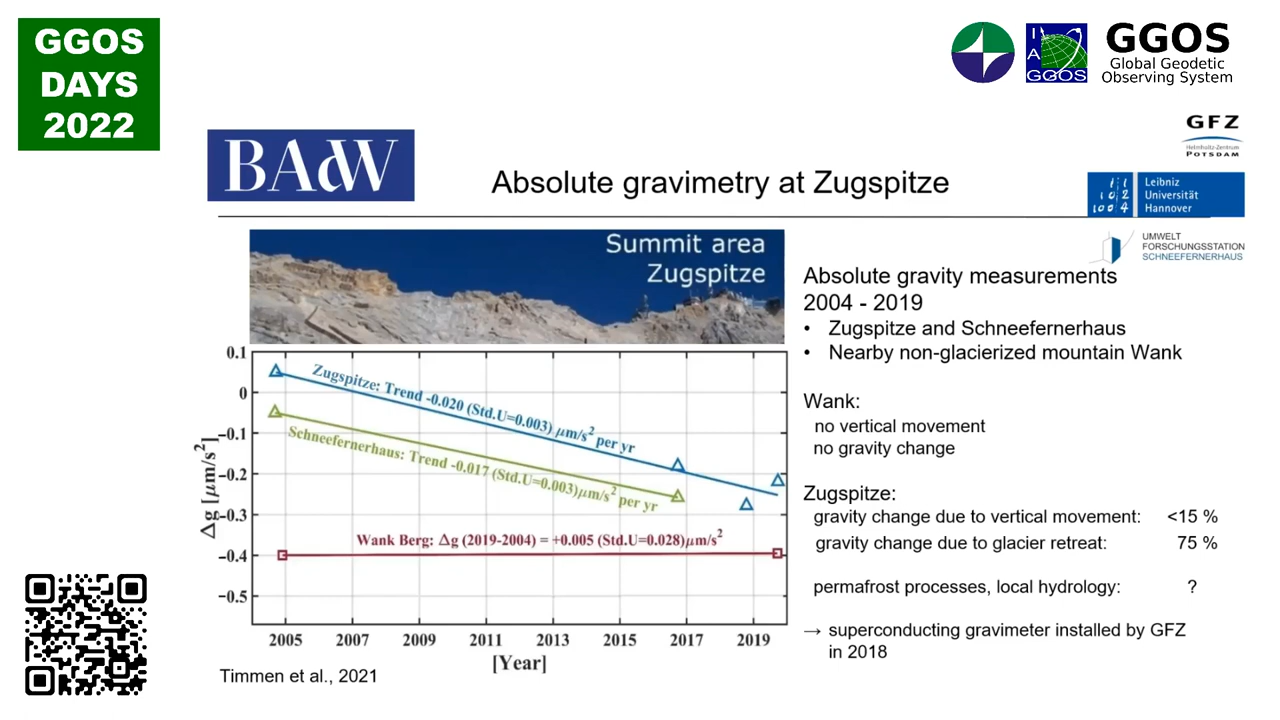 GGOS
DAYS
2022
IAG
GGOS
GGOS
Global Geodetic
Observing System
GFZ
Helmholtz-Zentrum
POTSDAM
BAdW
Absolute gravimetry at Zugspitze
Leibniz
Universität
Hannover
UMWELT
FORSCHUNGSSTATION
SCHNEEFERNERHAUS
Summit area
Zugspitze
0.1
0
−0.1
−0.2
−0.3
−0.4
−0.5
Δg [µm/s²]
Zugspitze: Trend -0.020 (Std.U=0.003) µm/s² per yr
Schneefernerhaus: Trend -0.017 (Std.U=0.003)µm/s² per yr
Wank Berg: Δg (2019-2004) = +0.005 (Std.U=0.028)µm/s²
2005 2007 2009 2011 2013 2015 2017 2019
[Year]
Timmen et al., 2021
Absolute gravity measurements
2004 - 2019
• Zugspitze and Schneefernerhaus
• Nearby non-glacierized mountain Wank
Wank:
no vertical movement
no gravity change
Zugspitze:
gravity change due to vertical movement: <15 %
gravity change due to glacier retreat: 75 %
permafrost processes, local hydrology: ?
→ superconducting gravimeter installed by GFZ
in 2018